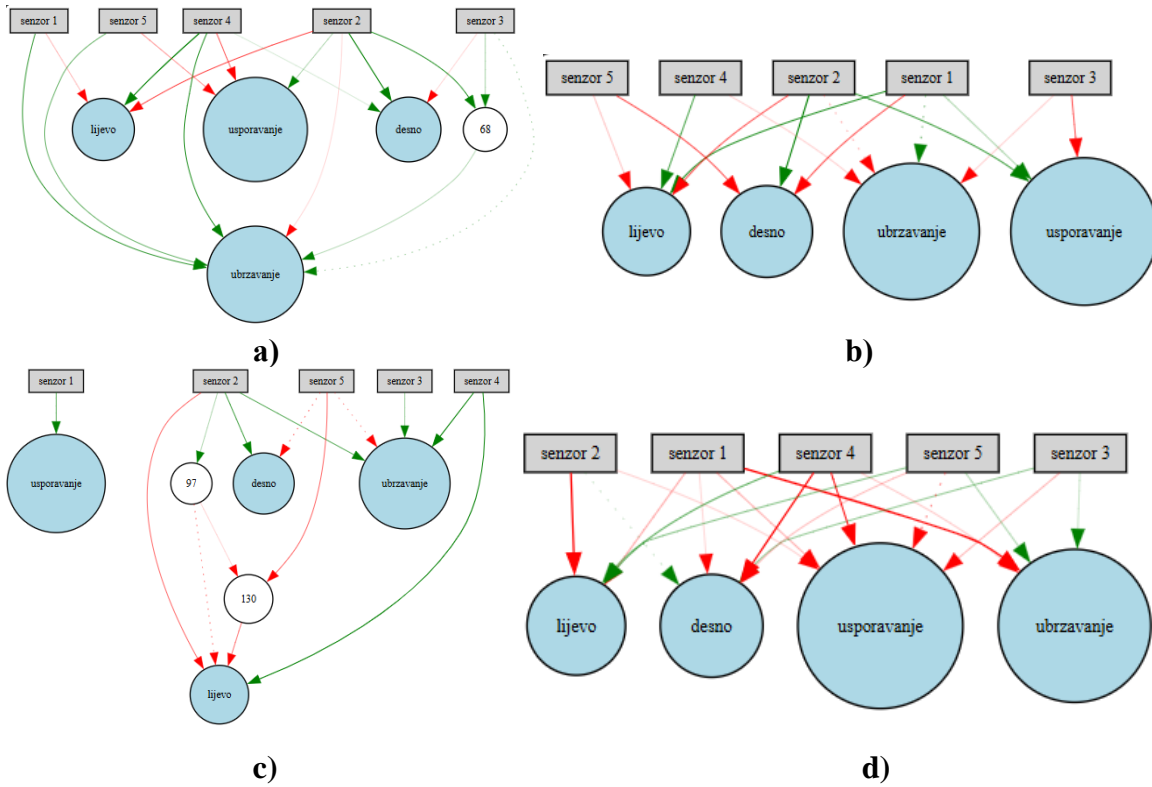 senzor 1
senzor 5
senzor 4
senzor 2
senzor 3
lijevo
usporavanje
desno
68
ubrzavanje
a)
senzor 5
senzor 4
senzor 2
senzor 1
senzor 3
lijevo
desno
ubrzavanje
usporavanje
b)
senzor 1
senzor 2
senzor 5
senzor 3
senzor 4
usporavanje
97
desno
ubrzavanje
130
lijevo
c)
senzor 2
senzor 1
senzor 4
senzor 5
senzor 3
lijevo
desno
usporavanje
ubrzavanje
d)